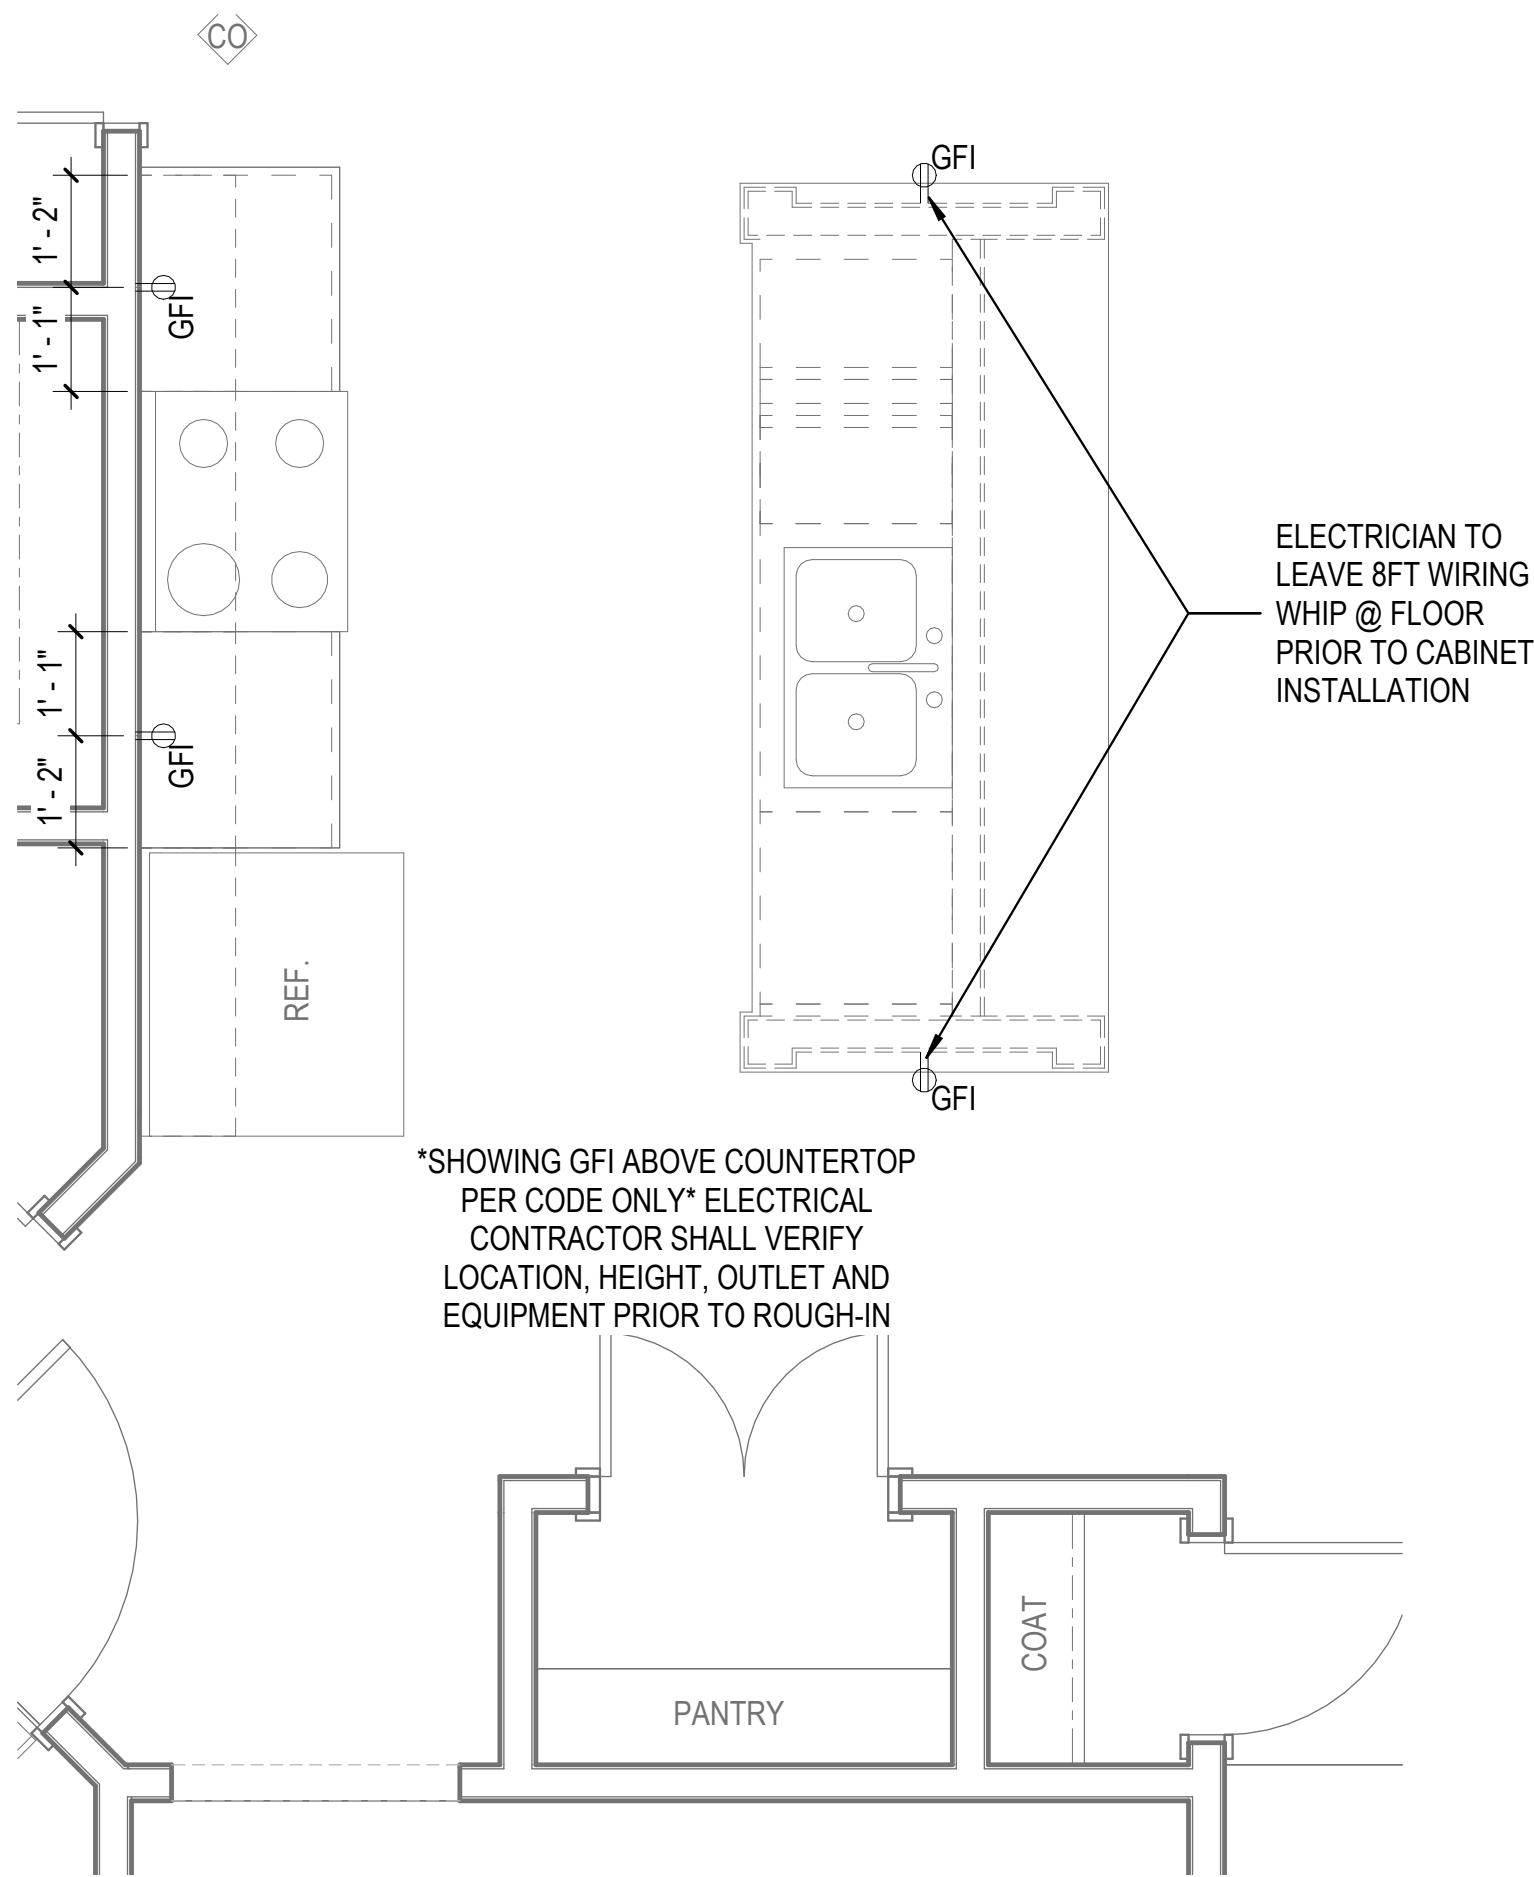 CO
GFI
1' - 2"
GFI
1' - 1"
ELECTRICIAN TO
LEAVE 8FT WIRING
WHIP @ FLOOR
PRIOR TO CABINET
INSTALLATION
1' - 1"
GFI
1' - 2"
REF.
GFI
*SHOWING GFI ABOVE COUNTERTOP
PER CODE ONLY* ELECTRICAL
CONTRACTOR SHALL VERIFY
LOCATION, HEIGHT, OUTLET AND
EQUIPMENT PRIOR TO ROUGH-IN
COAT
PANTRY